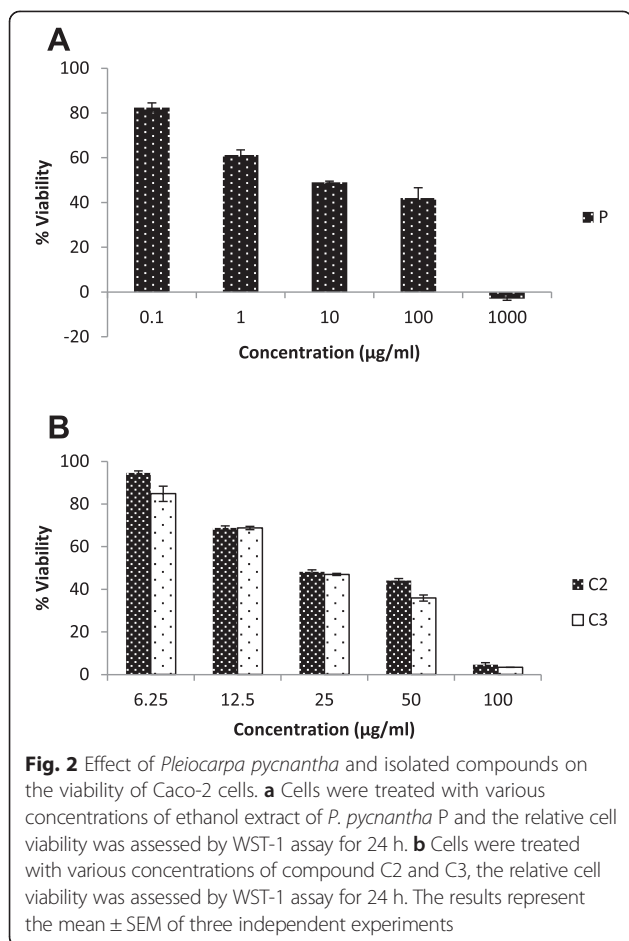 A
100
80
60
40
20
0
-20
% Viability
P
0.1 1 10 100 1000
Concentration (µg/ml)
B
100
80
60
40
20
0
% Viability
C2
C3
6.25 12.5 25 50 100
Concentration (µg/ml)
Fig. 2 Effect of Pleiocarpa pycnantha and isolated compounds on
the viability of Caco-2 cells. a Cells were treated with various
concentrations of ethanol extract of P. pycnantha P and the relative cell
viability was assessed by WST-1 assay for 24 h. b Cells were treated
with various concentrations of compound C2 and C3, the relative cell
viability was assessed by WST-1 assay for 24 h. The results represent
the mean ± SEM of three independent experiments